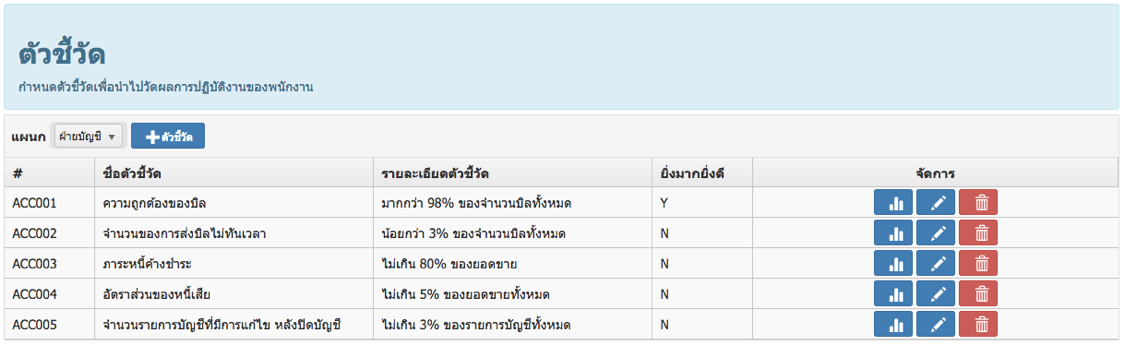 ตัวชี้วัด
กำหนดตัวชี้วัดเพื่อนำไปวัดผลการปฏิบัติงานของพนักงาน
แผนก ฝ่ายบัญชี ตัวชี้วัด
# ชื่อตัวชี้วัด รายละเอียดตัวชี้วัด ยิ่งมากยิ่งดี จัดการ
ACC001 ความถูกต้องของบิล มากกว่า 98% ของจำนวนบิลทั้งหมด Y
ACC002 จำนวนของการส่งบิลไม่ทันเวลา น้อยกว่า 3% ของจำนวนบิลทั้งหมด N
ACC003 ภาระหนี้ค้างชำระ ไม่เกิน 80% ของยอดขาย N
ACC004 อัตราส่วนของหนี้เสีย ไม่เกิน 5% ของยอดขายทั้งหมด N
ACC005 จำนวนรายการบัญชีที่มีการแก้ไข หลังปิดบัญชี ไม่เกิน 3% ของรายการบัญชีทั้งหมด N